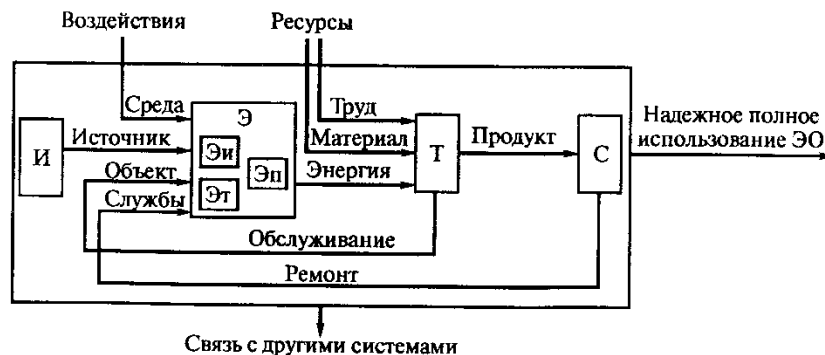 Воздействия
Ресурсы
Среда
Э
Труд
Надежное полное
использование ЭО
И
Источник
Эи
Материал
Т
Продукт
С
Объект
Эп
Энергия
Службы
Эт
Обслуживание
Ремонт
Связь с другими системами